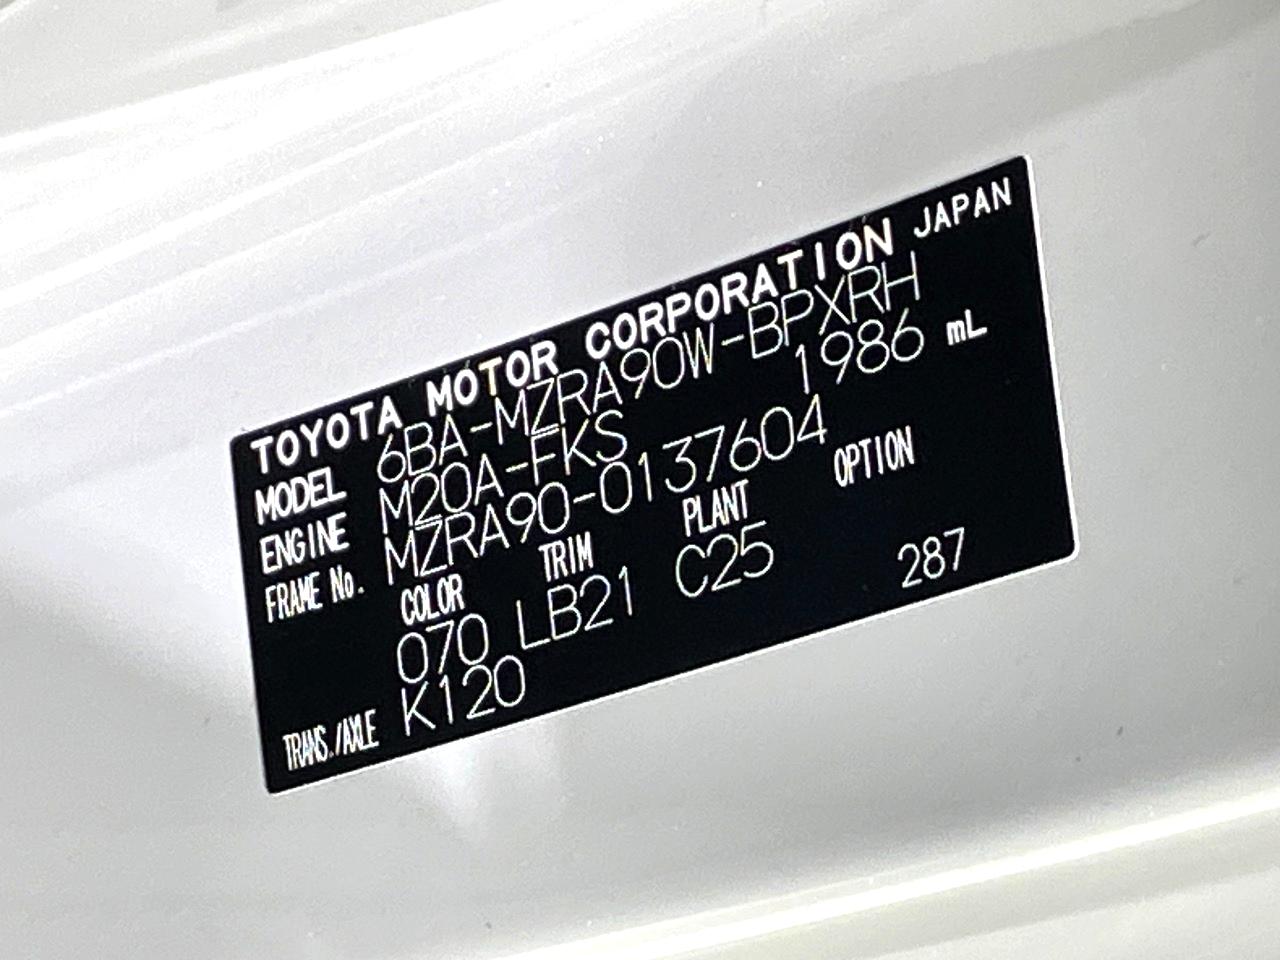 TOYOTA MOTOR CORPORATION JAPAN
MODEL 6BA-MZRA90W-BPXRH
ENGINE M20A-FKS 1986 mL
FRAME No. MZRA90-0137604
COLOR TRIM PLANT OPTION
070 LB21 C25 287
TRANS./AXLE K120